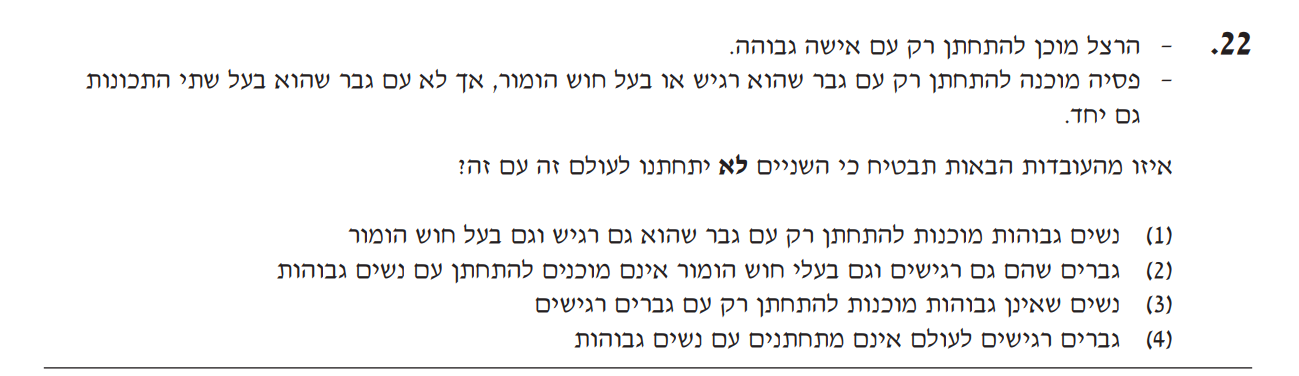 22. – הרצל מוכן להתחתן רק עם אישה גבוהה.
– פסיה מוכנה להתחתן רק עם גבר שהוא רגיש או בעל חוש הומור, אך לא עם גבר שהוא בעל שתי התכונות
גם יחד.
איזו מהעובדות הבאות תבטיח כי השניים לא יתחתנו לעולם זה עם זה?
(1) נשים גבוהות מוכנות להתחתן רק עם גבר שהוא גם רגיש וגם בעל חוש הומור
(2) גברים שהם גם רגישים וגם בעלי חוש הומור אינם מוכנים להתחתן עם נשים גבוהות
(3) נשים שאינן גבוהות מוכנות להתחתן רק עם גברים רגישים
(4) גברים רגישים לעולם אינם מתחתנים עם נשים גבוהות